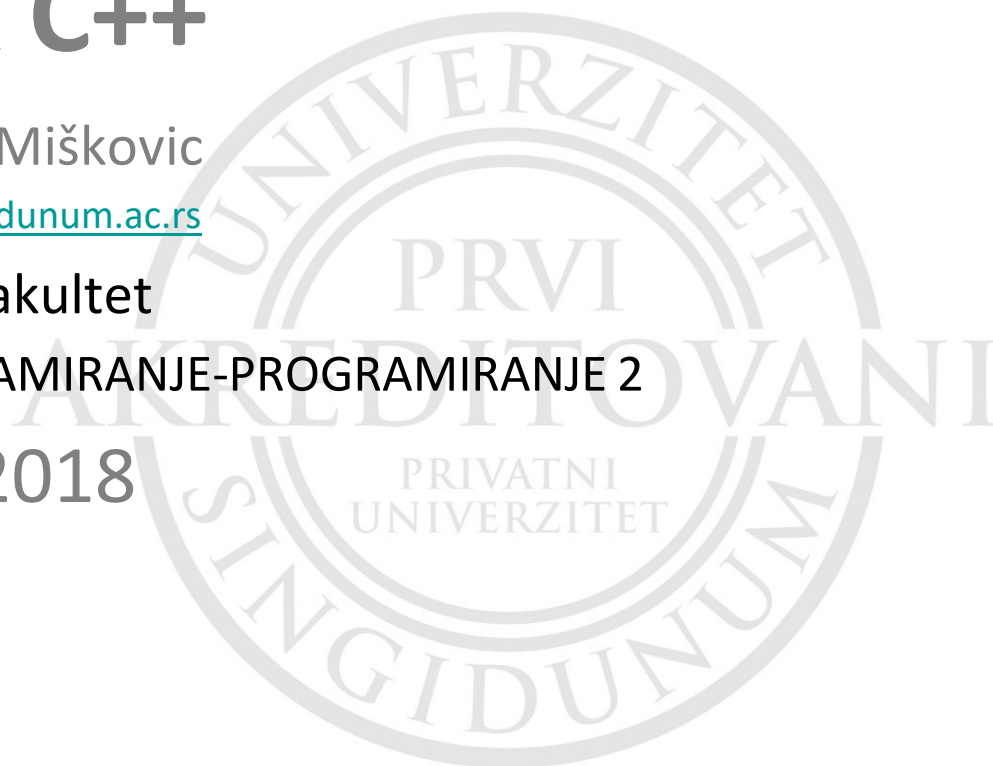 C++
Miškovic
dunum.ac.rs
akultet
AMIRANJE-PROGRAMIRANJE 2
2018
UNIVERZITET
PRVI
AKREDITOVANI
PRIVATNI
UNIVERZITET
SINGIDUNUM